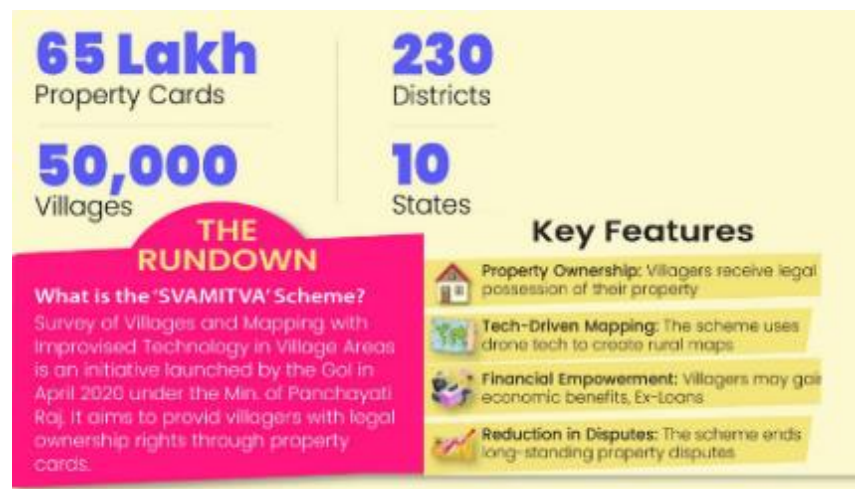 65 Lakh
Property Cards
230
Districts
50,000
Villages
10
States
THE
RUNDOWN
What is the 'SVAMITVA' Scheme?
Survey of Villages and Mapping with
Improvised Technology in Village Areas
is an initiative launched by the GoI in
April 2020 under the Min. of Panchayati
Raj. It aims to provid villagers with legal
ownership rights through property
cards.
Key Features
Property Ownership: Villagers receive legal
possession of their property
Tech-Driven Mapping: The scheme uses
drone tech to create rural maps
Financial Empowerment: Villagers may gain
economic benefits, Ex-Loans
Reduction in Disputes: The scheme ends
long-standing property disputes